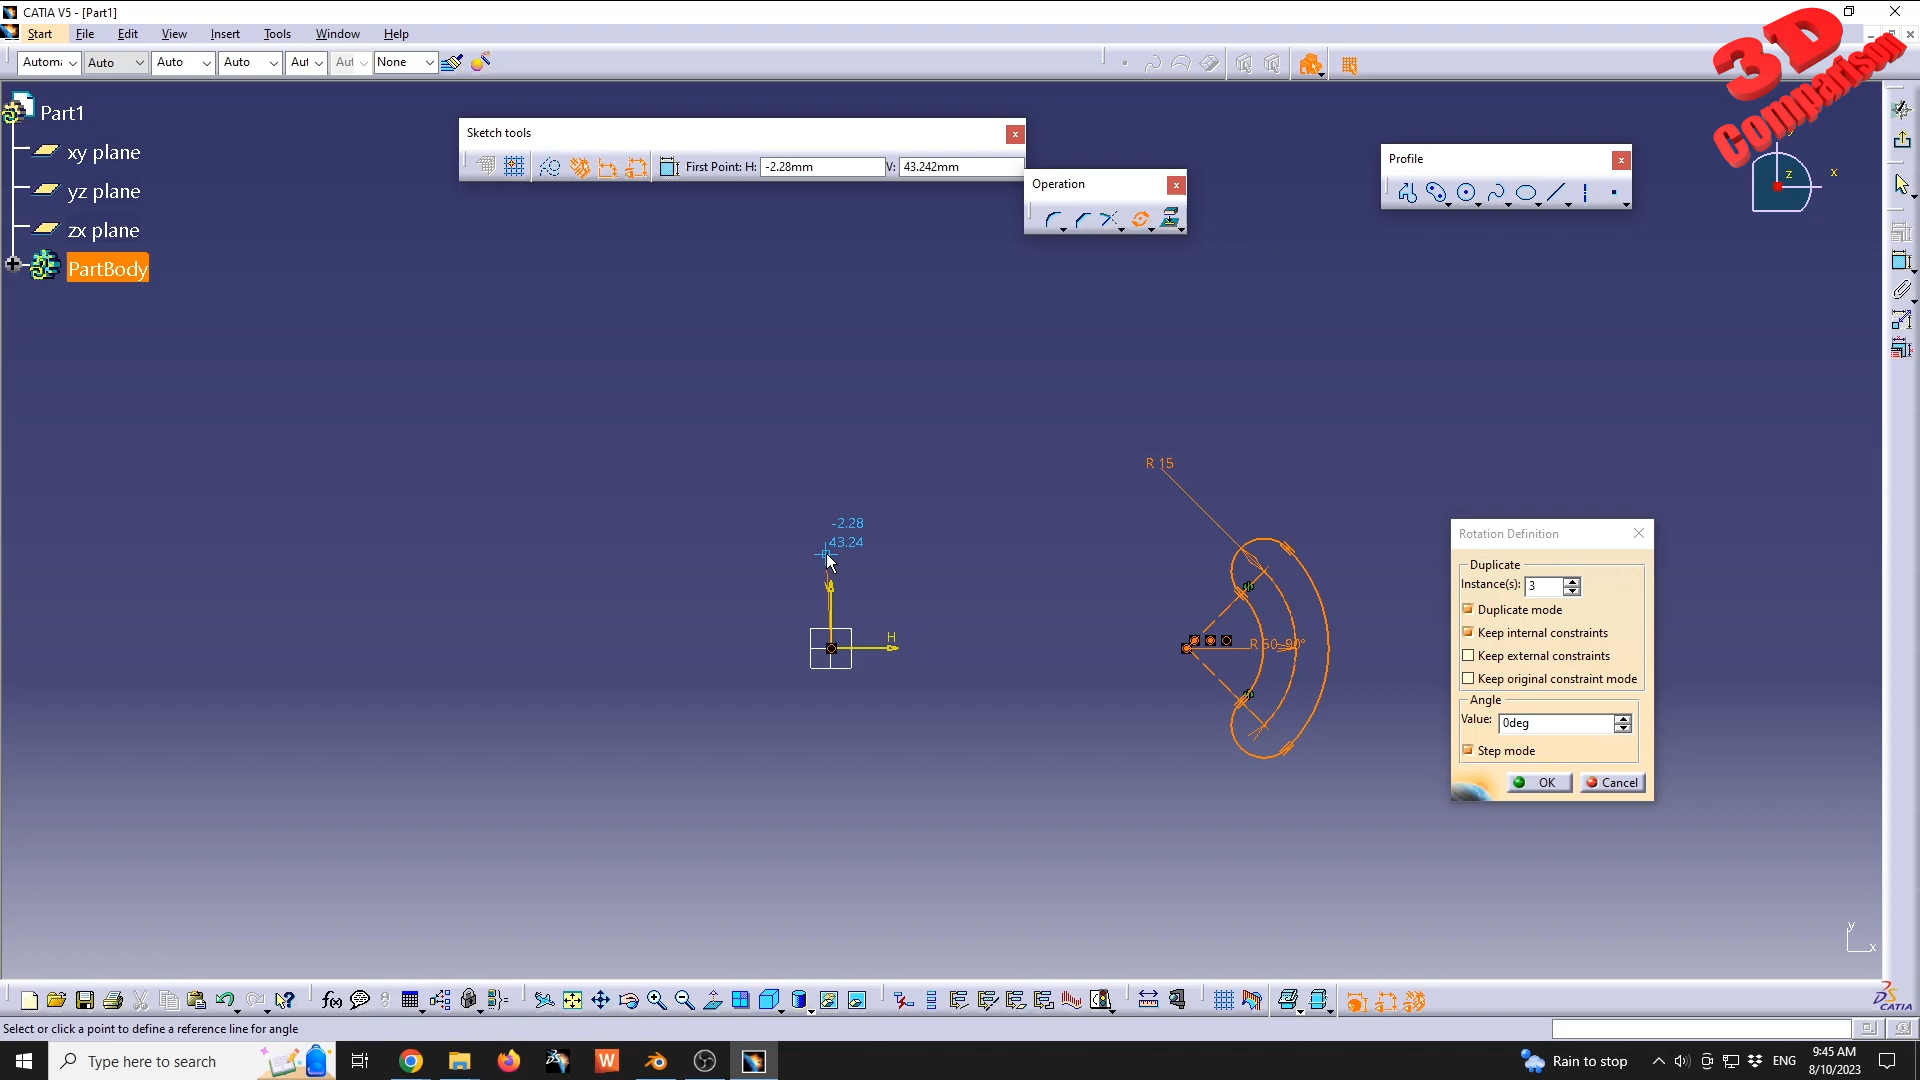 CATIA V5 - [Part1]
Start File Edit View Insert Tools Window Help
Auto Auto Auto None
3D
Comparison
Part1
xy plane
yz plane
zx plane
PartBody
Sketch tools
First Point: H: -2.28mm V: 43.242mm
Operation
Profile
y
z x
R 15
-2.28
43.24
H
R 50 90°
Rotation Definition
Duplicate
Instance(s): 3
Duplicate mode
Keep internal constraints
Keep external constraints
Keep original constraint mode
Angle
Value: 0deg
Step mode
OK Cancel
y
x
f(x)
CATIA
Select or click a point to define a reference line for angle
Type here to search
W
Rain to stop
ENG
9:45 AM
8/10/2023